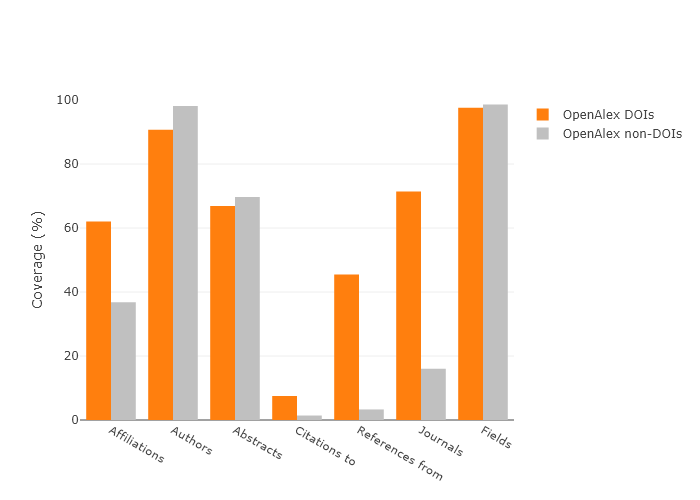 100
80
60
40
20
0
Coverage (%)
Affiliations
Authors
Abstracts
Citations to
References from
Journals
Fields
OpenAlex DOIs
OpenAlex non-DOIs